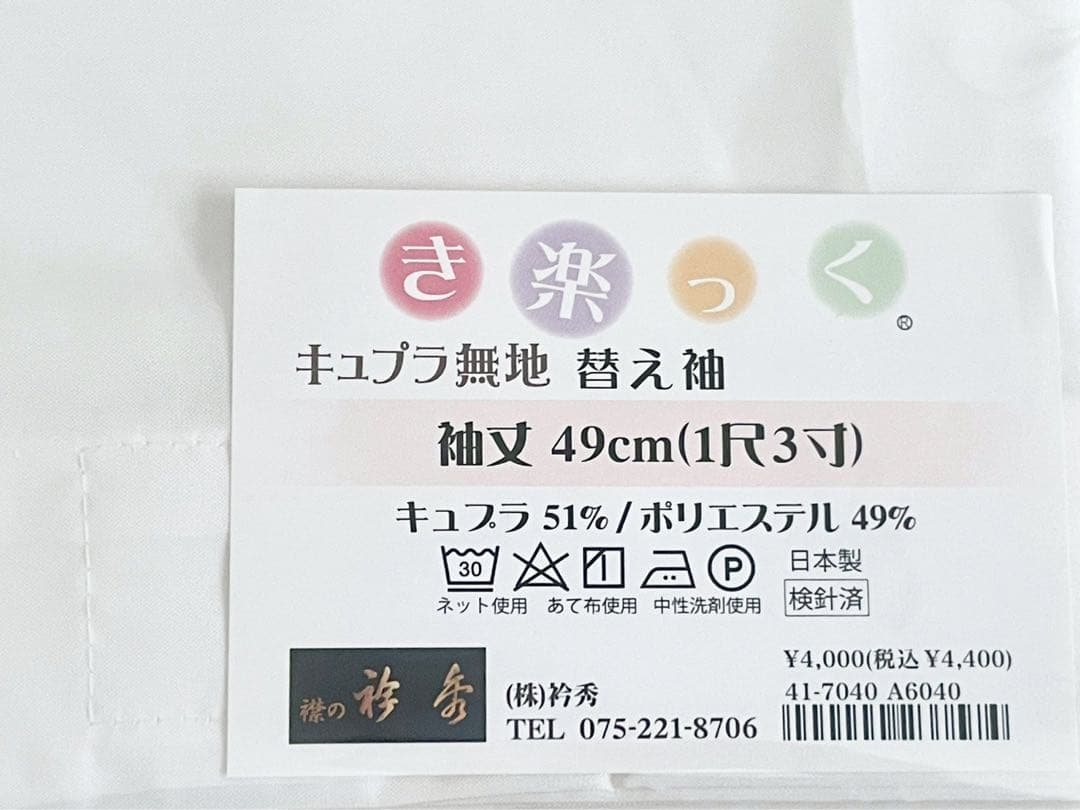 き楽っく®
キュプラ無地 替え袖
袖丈 49cm(1尺3寸)
キュプラ 51% / ポリエステル 49%
30 P 日本製
ネット使用 あて布使用 中性洗剤使用 検針済
襟の 衿秀
(株)衿秀
TEL 075-221-8706
¥4,000(税込 ¥4,400)
41-7040 A6040